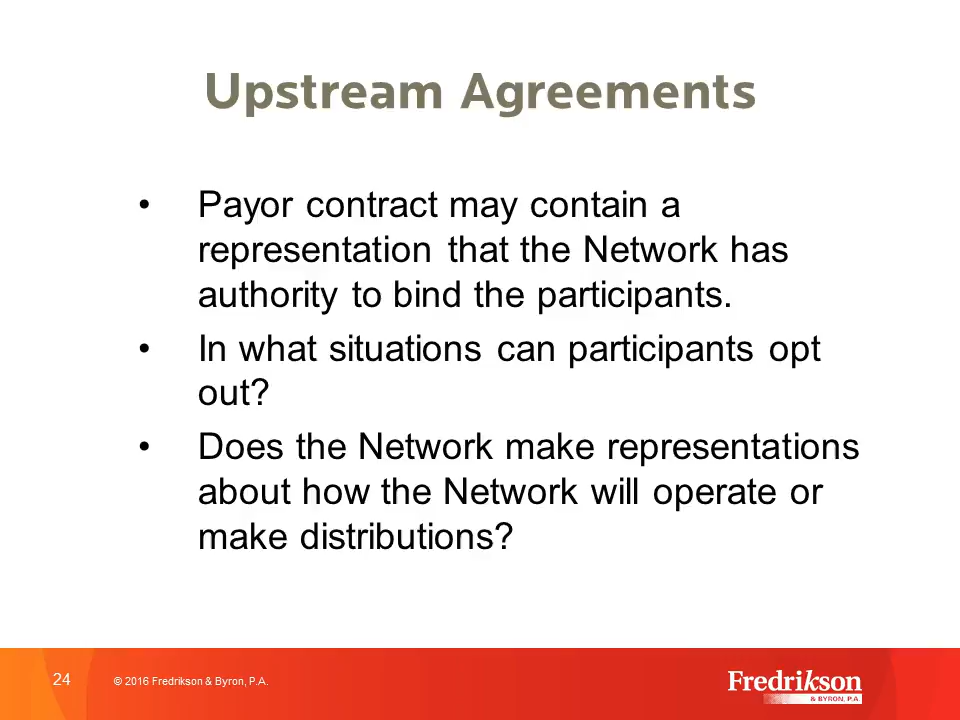 Upstream Agreements
• Payor contract may contain a
representation that the Network has
authority to bind the participants.
• In what situations can participants opt
out?
• Does the Network make representations
about how the Network will operate or
make distributions?
24
© 2016 Fredrikson & Byron, P.A.
Fredrikson
& BYRON, P.A.